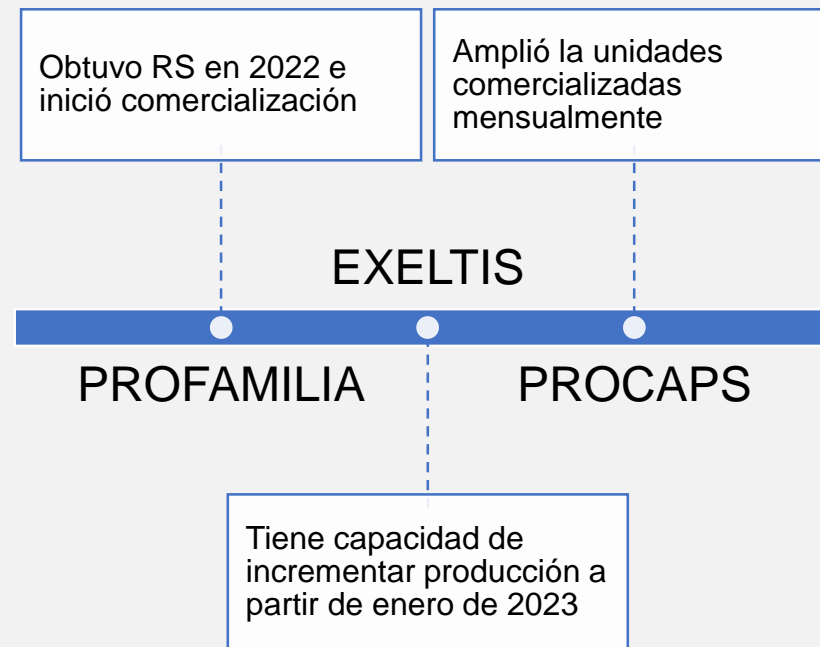 Obtuvo RS en 2022 e
inició comercialización
Amplió la unidades
comercializadas
mensualmente
EXELTIS
PROFAMILIA
PROCAPS
Tiene capacidad de
incrementar producción a
partir de enero de 2023